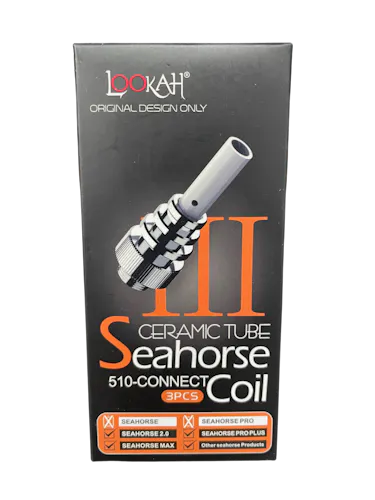 LOOKAH®
ORIGINAL DESIGN ONLY
III
CERAMIC TUBE
Seahorse
510-CONNECT Coil
3PCS
SEAHORSE
SEAHORSE PRO
SEAHORSE 2.0
SEAHORSE PRO PLUS
SEAHORSE MAX
Other seahorse Products